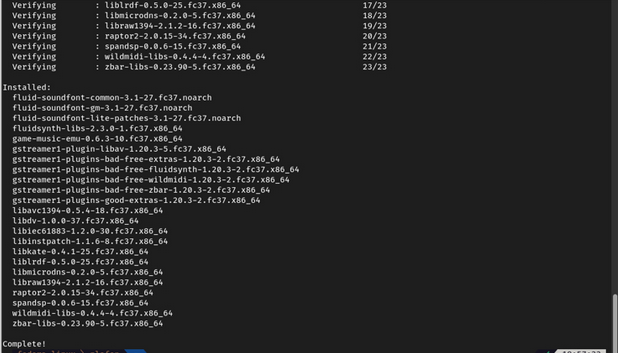 Verifying : liblrdf-0.5.0-25.fc37.x86_64 17/23
Verifying : libmicrodns-0.2.0-5.fc37.x86_64 18/23
Verifying : libraw1394-2.1.2-16.fc37.x86_64 19/23
Verifying : raptor2-2.0.15-34.fc37.x86_64 20/23
Verifying : spandsp-0.0.6-15.fc37.x86_64 21/23
Verifying : wildmidi-libs-0.4.4-4.fc37.x86_64 22/23
Verifying : zbar-libs-0.23.90-5.fc37.x86_64 23/23
Installed:
fluid-soundfont-common-3.1-27.fc37.noarch
fluid-soundfont-gm-3.1-27.fc37.noarch
fluid-soundfont-lite-patches-3.1-27.fc37.noarch
fluidsynth-libs-2.3.0-1.fc37.x86_64
game-music-emu-0.6.3-10.fc37.x86_64
gstreamer1-plugin-libav-1.20.3-5.fc37.x86_64
gstreamer1-plugins-bad-free-extras-1.20.3-2.fc37.x86_64
gstreamer1-plugins-bad-free-fluidsynth-1.20.3-2.fc37.x86_64
gstreamer1-plugins-bad-free-wildmidi-1.20.3-2.fc37.x86_64
gstreamer1-plugins-bad-free-zbar-1.20.3-2.fc37.x86_64
gstreamer1-plugins-good-extras-1.20.3-2.fc37.x86_64
libavc1394-0.5.4-18.fc37.x86_64
libdv-1.0.0-37.fc37.x86_64
libiec61883-1.2.0-30.fc37.x86_64
libinstpatch-1.1.6-8.fc37.x86_64
libkate-0.4.1-25.fc37.x86_64
liblrdf-0.5.0-25.fc37.x86_64
libmicrodns-0.2.0-5.fc37.x86_64
libraw1394-2.1.2-16.fc37.x86_64
raptor2-2.0.15-34.fc37.x86_64
spandsp-0.0.6-15.fc37.x86_64
wildmidi-libs-0.4.4-4.fc37.x86_64
zbar-libs-0.23.90-5.fc37.x86_64
Complete!